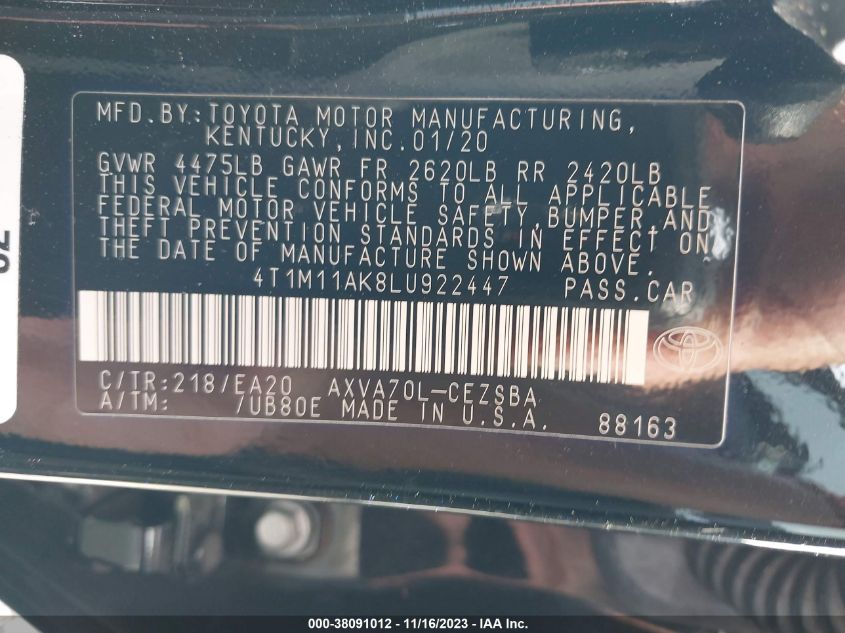 MFD.BY:TOYOTA MOTOR MANUFACTURING,
KENTUCKY,INC.01/20
GVWR 4475LB GAWR FR 2620LB RR 2420LB
THIS VEHICLE CONFORMS TO ALL APPLICABLE
FEDERAL MOTOR VEHICLE SAFETY,BUMPER,AND
THEFT PREVENTION STANDARDS IN EFFECT ON
THE DATE OF MANUFACTURE SHOWN ABOVE.
4T1M11AK8LU922447 PASS.CAR
C/TR:218/EA20 AXVA70L-CEZSBA
A/TM: /UB80E MADE IN U.S.A. 88163
000-38091012 - 11/16/2023 - IAA Inc.